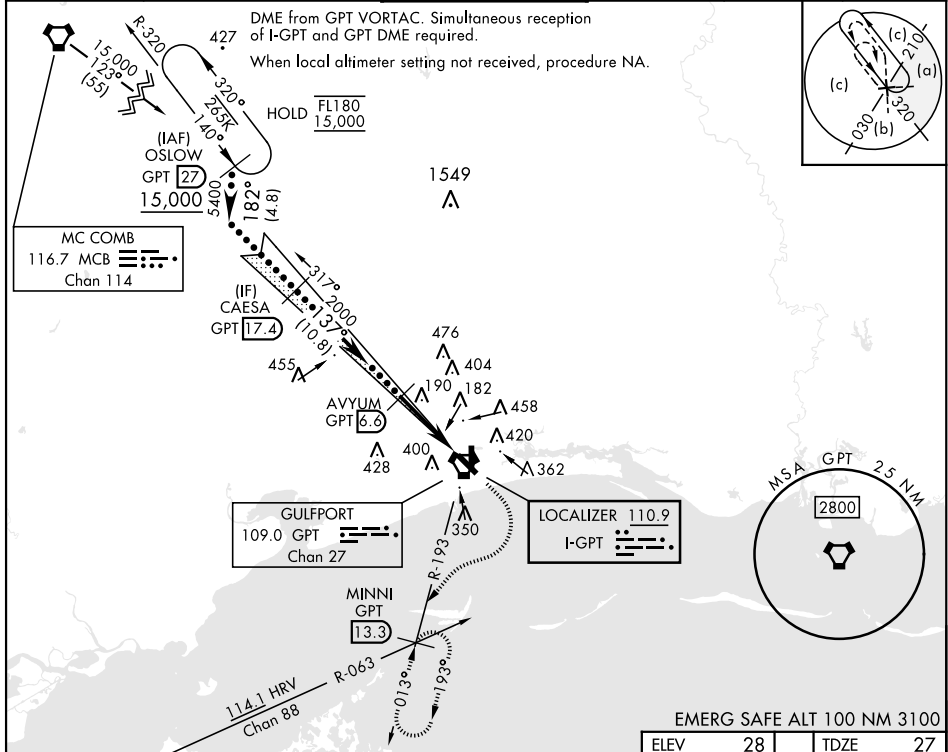 DME from GPT VORTAC. Simultaneous reception
of I-GPT and GPT DME required.
When local altimeter setting not received, procedure NA.
R-320
427
15,000
123°
(55)
320°
265K
140°
HOLD FL180
15,000
(IAF)
OSLOW
GPT 27
15,000
5400
182°
(4.8)
(c)
210
(a)
(c)
320
(b)
030
1549
MC COMB
116.7 MCB
Chan 114
317°
2000
137°
(10.8)
(IF)
CAESA
GPT 17.4
455
476
404
190
182
458
AVYUM
GPT 6.6
420
428
400
362
MSA GPT 25 NM
2800
GULFPORT
109.0 GPT
Chan 27
350
LOCALIZER 110.9
I-GPT
R-193
MINNI
GPT
13.3
R-063
114.1 HRV
Chan 88
013°
193°
EMERG SAFE ALT 100 NM 3100
ELEV 28 TDZE 27